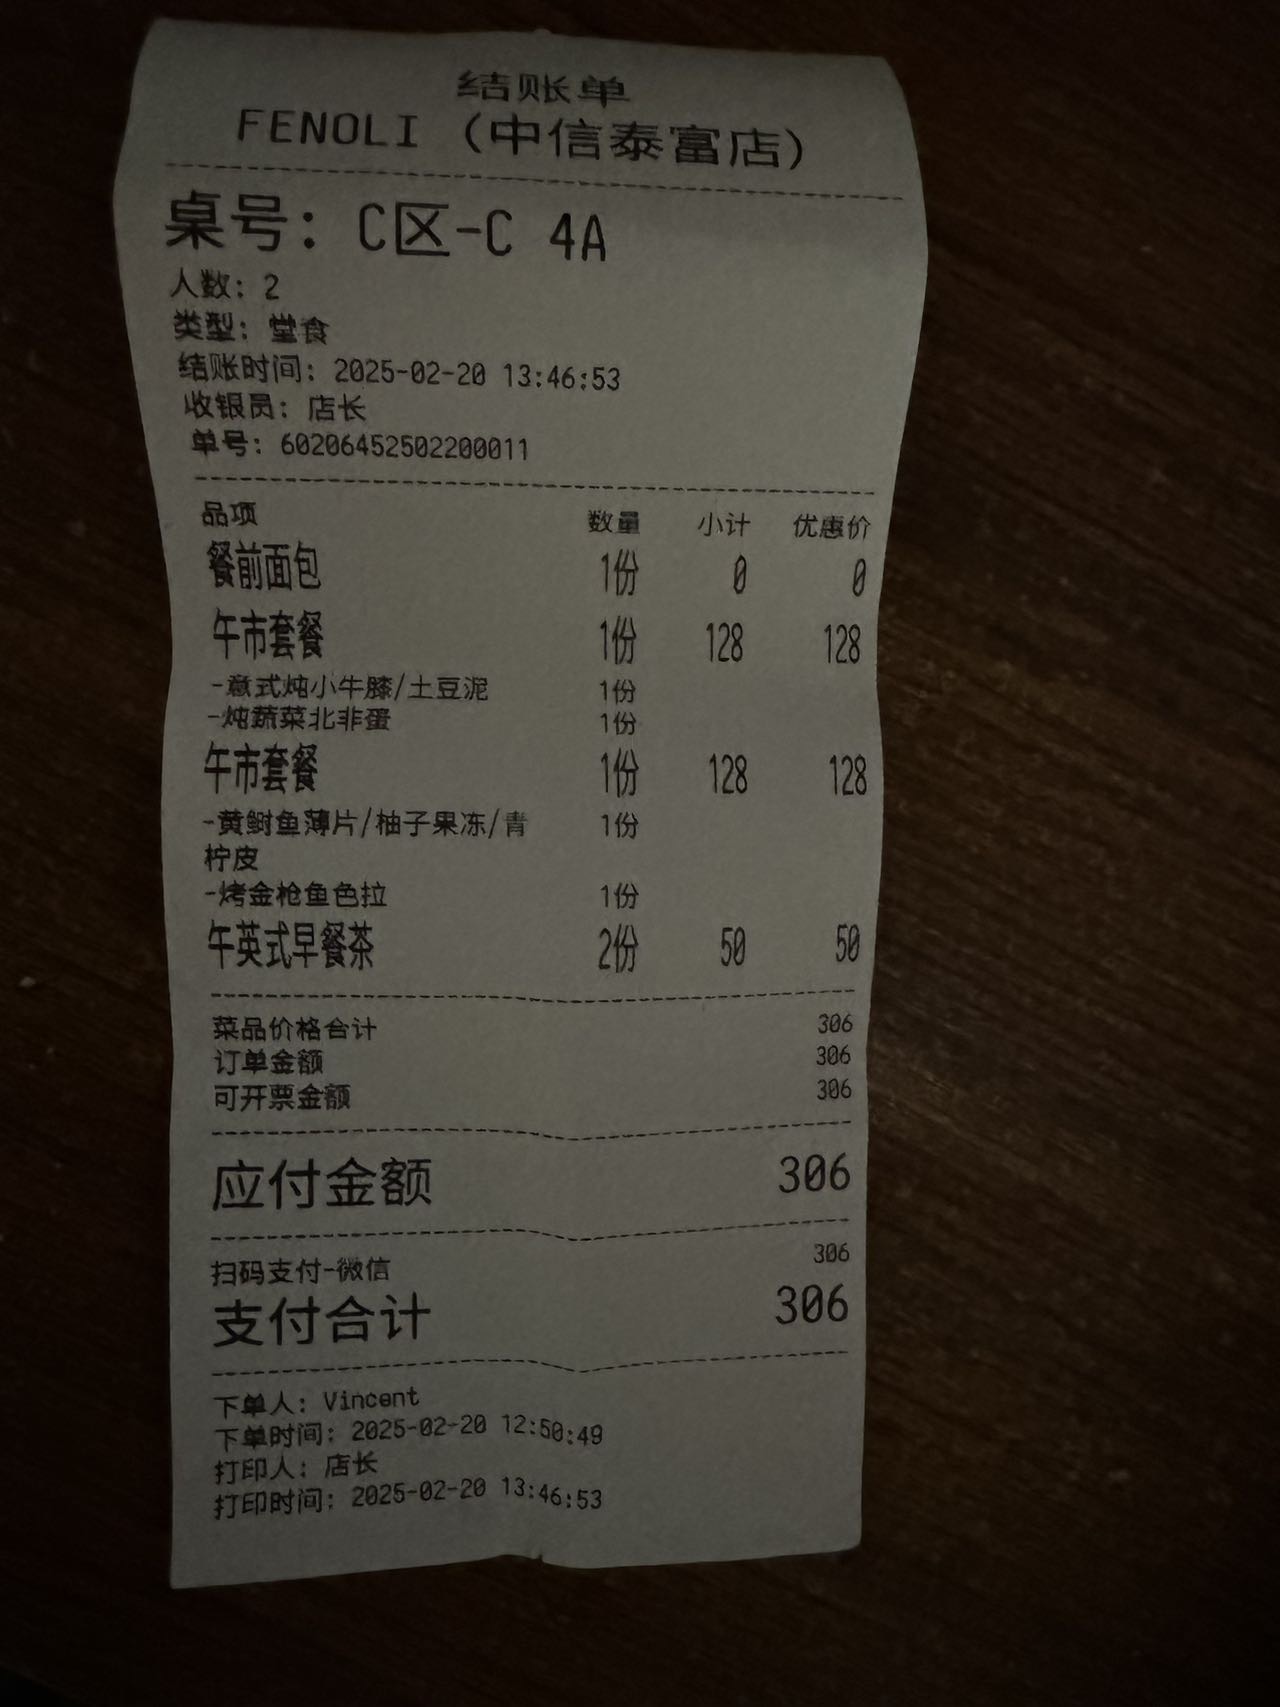 结账单
FENOLI (中信泰富店)
桌号: C区-C 4A
人数: 2
类型: 堂食
结账时间: 2025-02-20 13:46:53
收银员: 店长
单号: 60206452502200011
品项 数量 小计 优惠价
餐前面包 1份 0 0
午市套餐 1份 128 128
-意式炖小牛膝/土豆泥 1份
-炖蔬菜北非蛋 1份
午市套餐 1份 128 128
-黄鲥鱼薄片/柚子果冻/青 1份
柠皮
-烤金枪鱼色拉 1份
午英式早餐茶 2份 50 50
菜品价格合计 306
订单金额 306
可开票金额 306
应付金额 306
扫码支付-微信 306
支付合计 306
下单人: Vincent
下单时间: 2025-02-20 12:50:49
打印人: 店长
打印时间: 2025-02-20 13:46:53